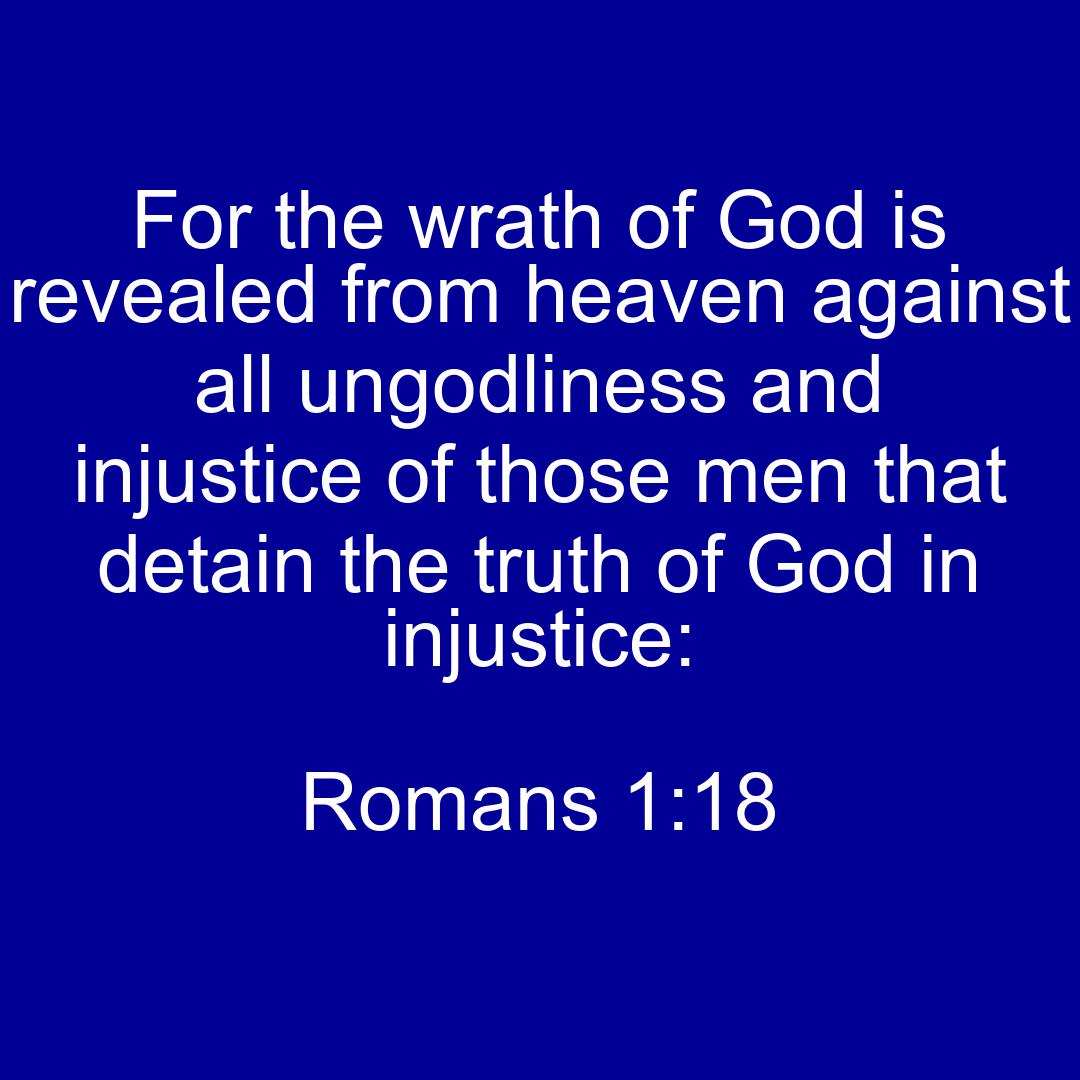 For the wrath of God is
revealed from heaven against
all ungodliness and
injustice of those men that
detain the truth of God in
injustice:
Romans 1:18